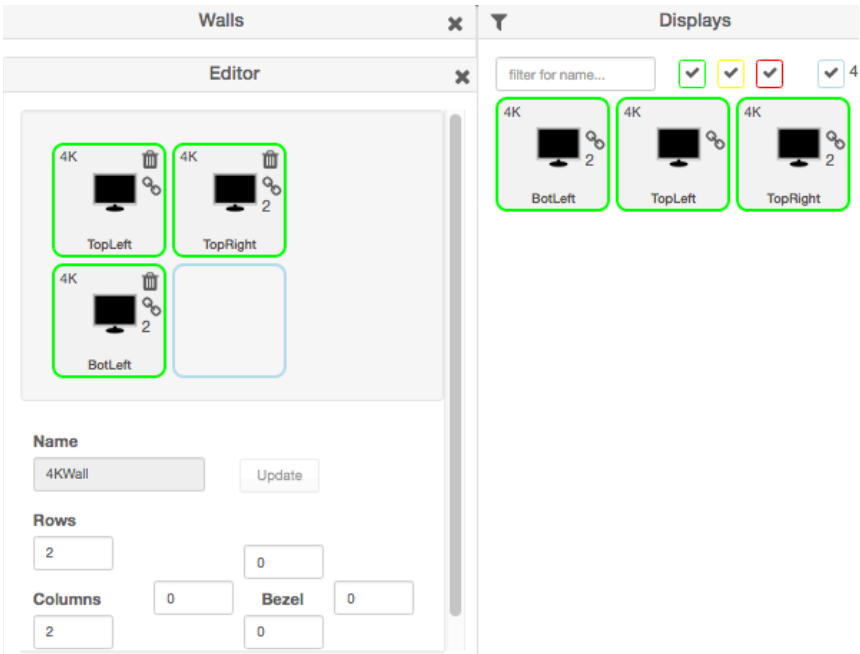 Walls
Displays
Editor
filter for name...
4
4K
4K
2
TopLeft
TopRight
4K
2
BotLeft
4K
4K
4K
2
2
BotLeft
TopLeft
TopRight
Name
4KWall
Update
Rows
2
0
Columns
0
Bezel
0
2
0